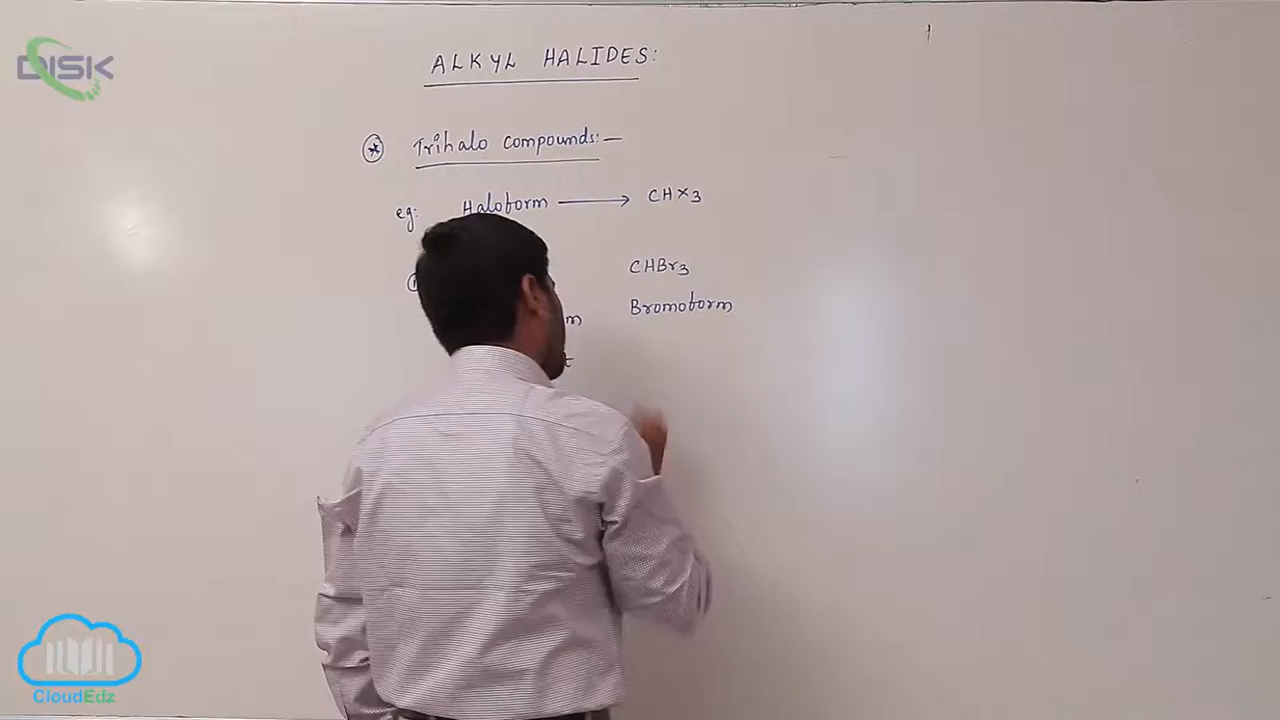 DISK
ALKYL HALIDES:
* Trihalo compounds:—
eg: Haloform ⟶ CHX3
CHBr3
Bromoform
CloudEdz